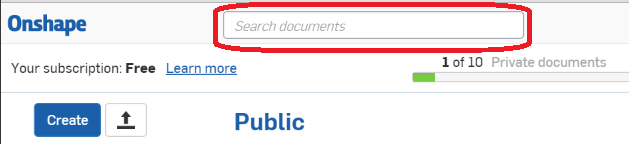 Onshape
Search documents
Your subscription: Free Learn more
1 of 10 Private documents
Create
Public